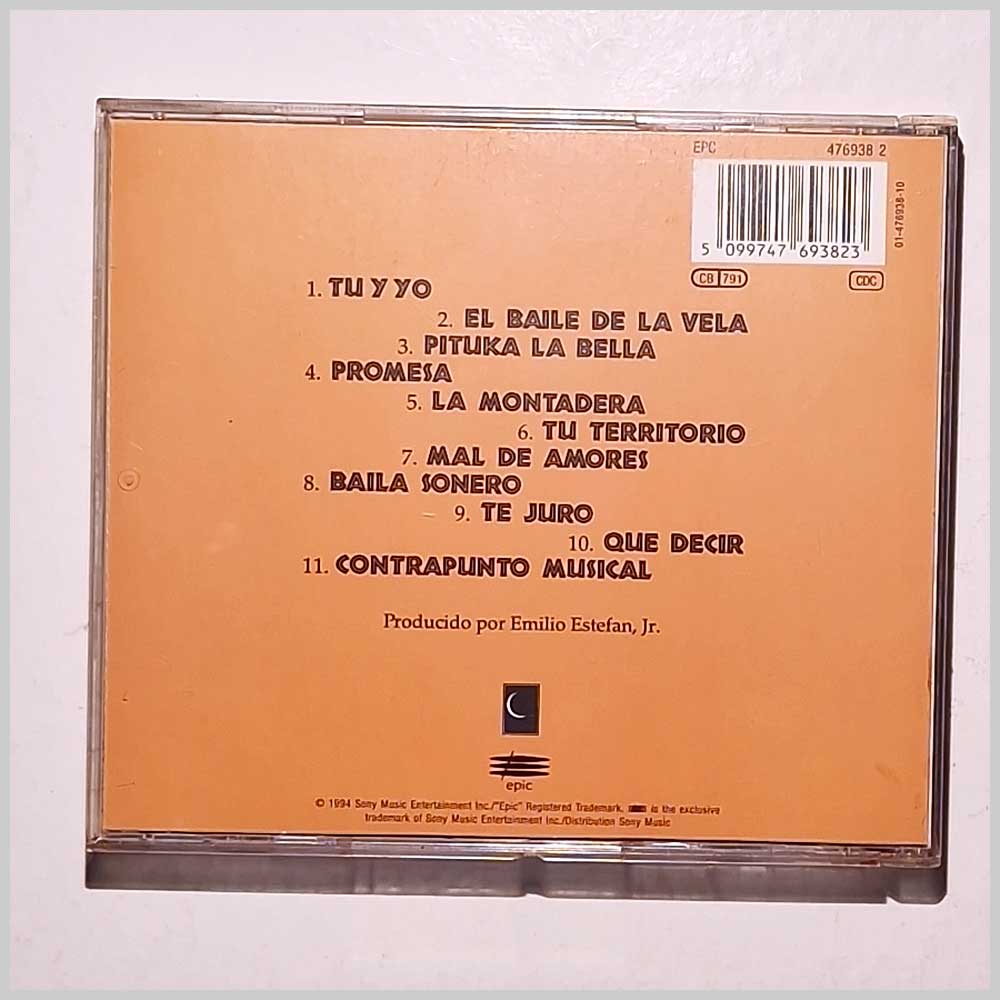 EPC 476938 2
5 099747 693823
01-476938-10
CB 791 CDC
1. TU Y YO
2. EL BAILE DE LA VELA
3. PITUKA LA BELLA
4. PROMESA
5. LA MONTADERA
6. TU TERRITORIO
7. MAL DE AMORES
8. BAILA SONERO
9. TE JURO
10. QUE DECIR
11. CONTRAPUNTO MUSICAL
Producido por Emilio Estefan, Jr.
epic
© 1994 Sony Music Entertainment Inc./"Epic" Registered Trademark, is the exclusive
trademark of Sony Music Entertainment Inc./Distribution Sony Music